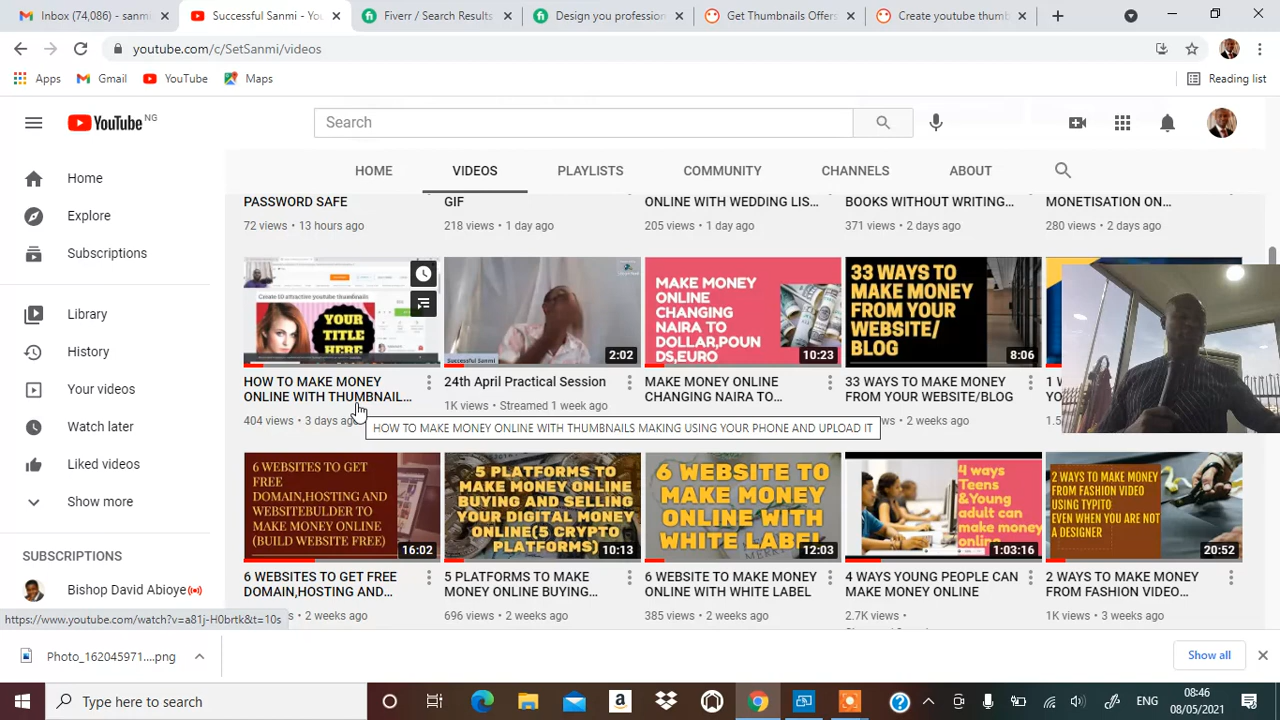 Inbox (74,086) - sanmi
Successful Sanmi - You
Fiverr / Search Results
Design you profession
Get Thumbnails Offers
Create youtube thumb
youtube.com/c/SetSanmi/videos
Apps
Gmail
YouTube
Maps
Reading list
YouTube NG
Search
Home
Explore
Subscriptions
Library
History
Your videos
Watch later
Liked videos
Show more
SUBSCRIPTIONS
Bishop David Abioye
HOME
VIDEOS
PLAYLISTS
COMMUNITY
CHANNELS
ABOUT
PASSWORD SAFE
72 views • 13 hours ago
GIF
218 views • 1 day ago
ONLINE WITH WEDDING LIS...
205 views • 1 day ago
BOOKS WITHOUT WRITING...
371 views • 2 days ago
MONETISATION ON...
280 views • 2 days ago
Create 10 attractive youtube thumbnails
YOUR
TITLE
HERE
HOW TO MAKE MONEY
ONLINE WITH THUMBNAIL...
404 views • 3 days ago
HOW TO MAKE MONEY ONLINE WITH THUMBNAILS MAKING USING YOUR PHONE AND UPLOAD IT
Successful Sanmi
2:02
24th April Practical Session
1K views • Streamed 1 week ago
MAKE MONEY
ONLINE
CHANGING
NAIRA TO
DOLLAR,POUN
DS,EURO
10:23
MAKE MONEY ONLINE
CHANGING NAIRA TO...
33 WAYS TO
MAKE MONEY
FROM YOUR
WEBSITE/
BLOG
8:06
33 WAYS TO MAKE MONEY
FROM YOUR WEBSITE/BLOG
views • 2 weeks ago
6 WEBSITES TO GET
FREE
DOMAIN,HOSTING AND
WEBSITEBULDER TO
MAKE MONEY ONLINE
(BUILD WEBSITE FREE)
16:02
6 WEBSITES TO GET FREE
DOMAIN,HOSTING AND...
2 weeks ago
5 PLATFORMS TO
MAKE MONEY ONLINE
BUYING AND SELLING
YOUR DIGITAL MONEY
ONLINE(5 CRYPTO
PLATFORMS)
10:13
5 PLATFORMS TO MAKE
MONEY ONLINE BUYING...
696 views • 2 weeks ago
6 WEBSITE TO
MAKE MONEY
ONLINE WITH
WHITE LABEL
12:03
6 WEBSITE TO MAKE MONEY
ONLINE WITH WHITE LABEL
385 views • 2 weeks ago
4 ways
Teens
&Young
adult can
make money
online
1:03:16
4 WAYS YOUNG PEOPLE CAN
MAKE MONEY ONLINE
2.7K views •
2 WAYS TO MAKE MONEY
FROM FASHION VIDEO
USING TYPITO
EVEN WHEN YOU ARE NOT
A DESIGNER
20:52
2 WAYS TO MAKE MONEY
FROM FASHION VIDEO...
1K views • 3 weeks ago
https://www.youtube.com/watch?v=a81j-H0brtk&t=10s
Photo_162045971....png
Show all
Type here to search
ENG
08:46
08/05/2021